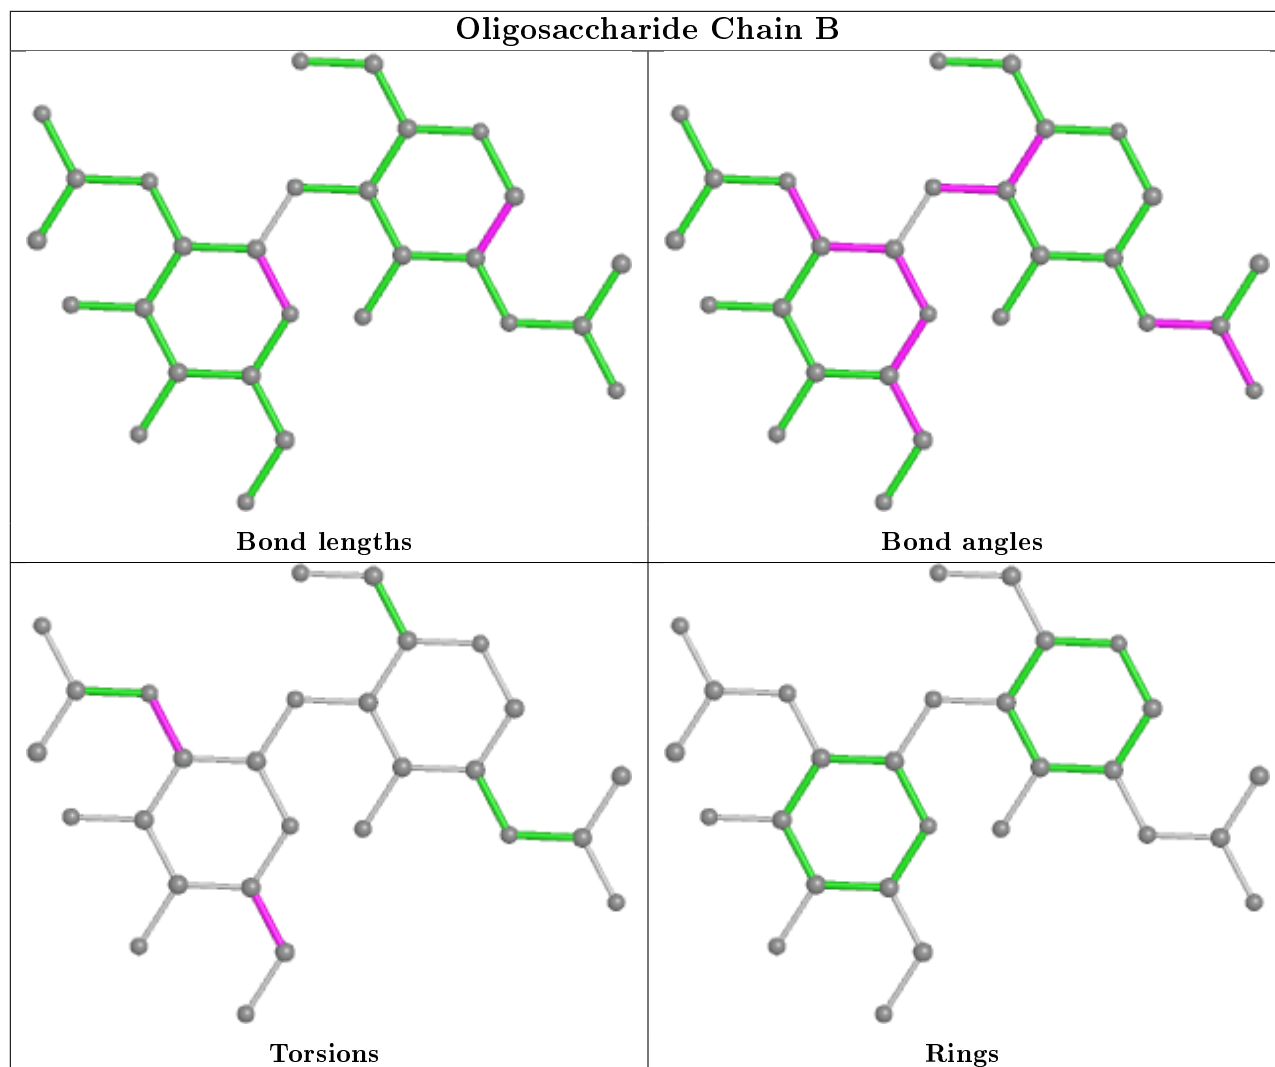 Oligosaccharide Chain B
Bond lengths
Bond angles
Torsions
Rings